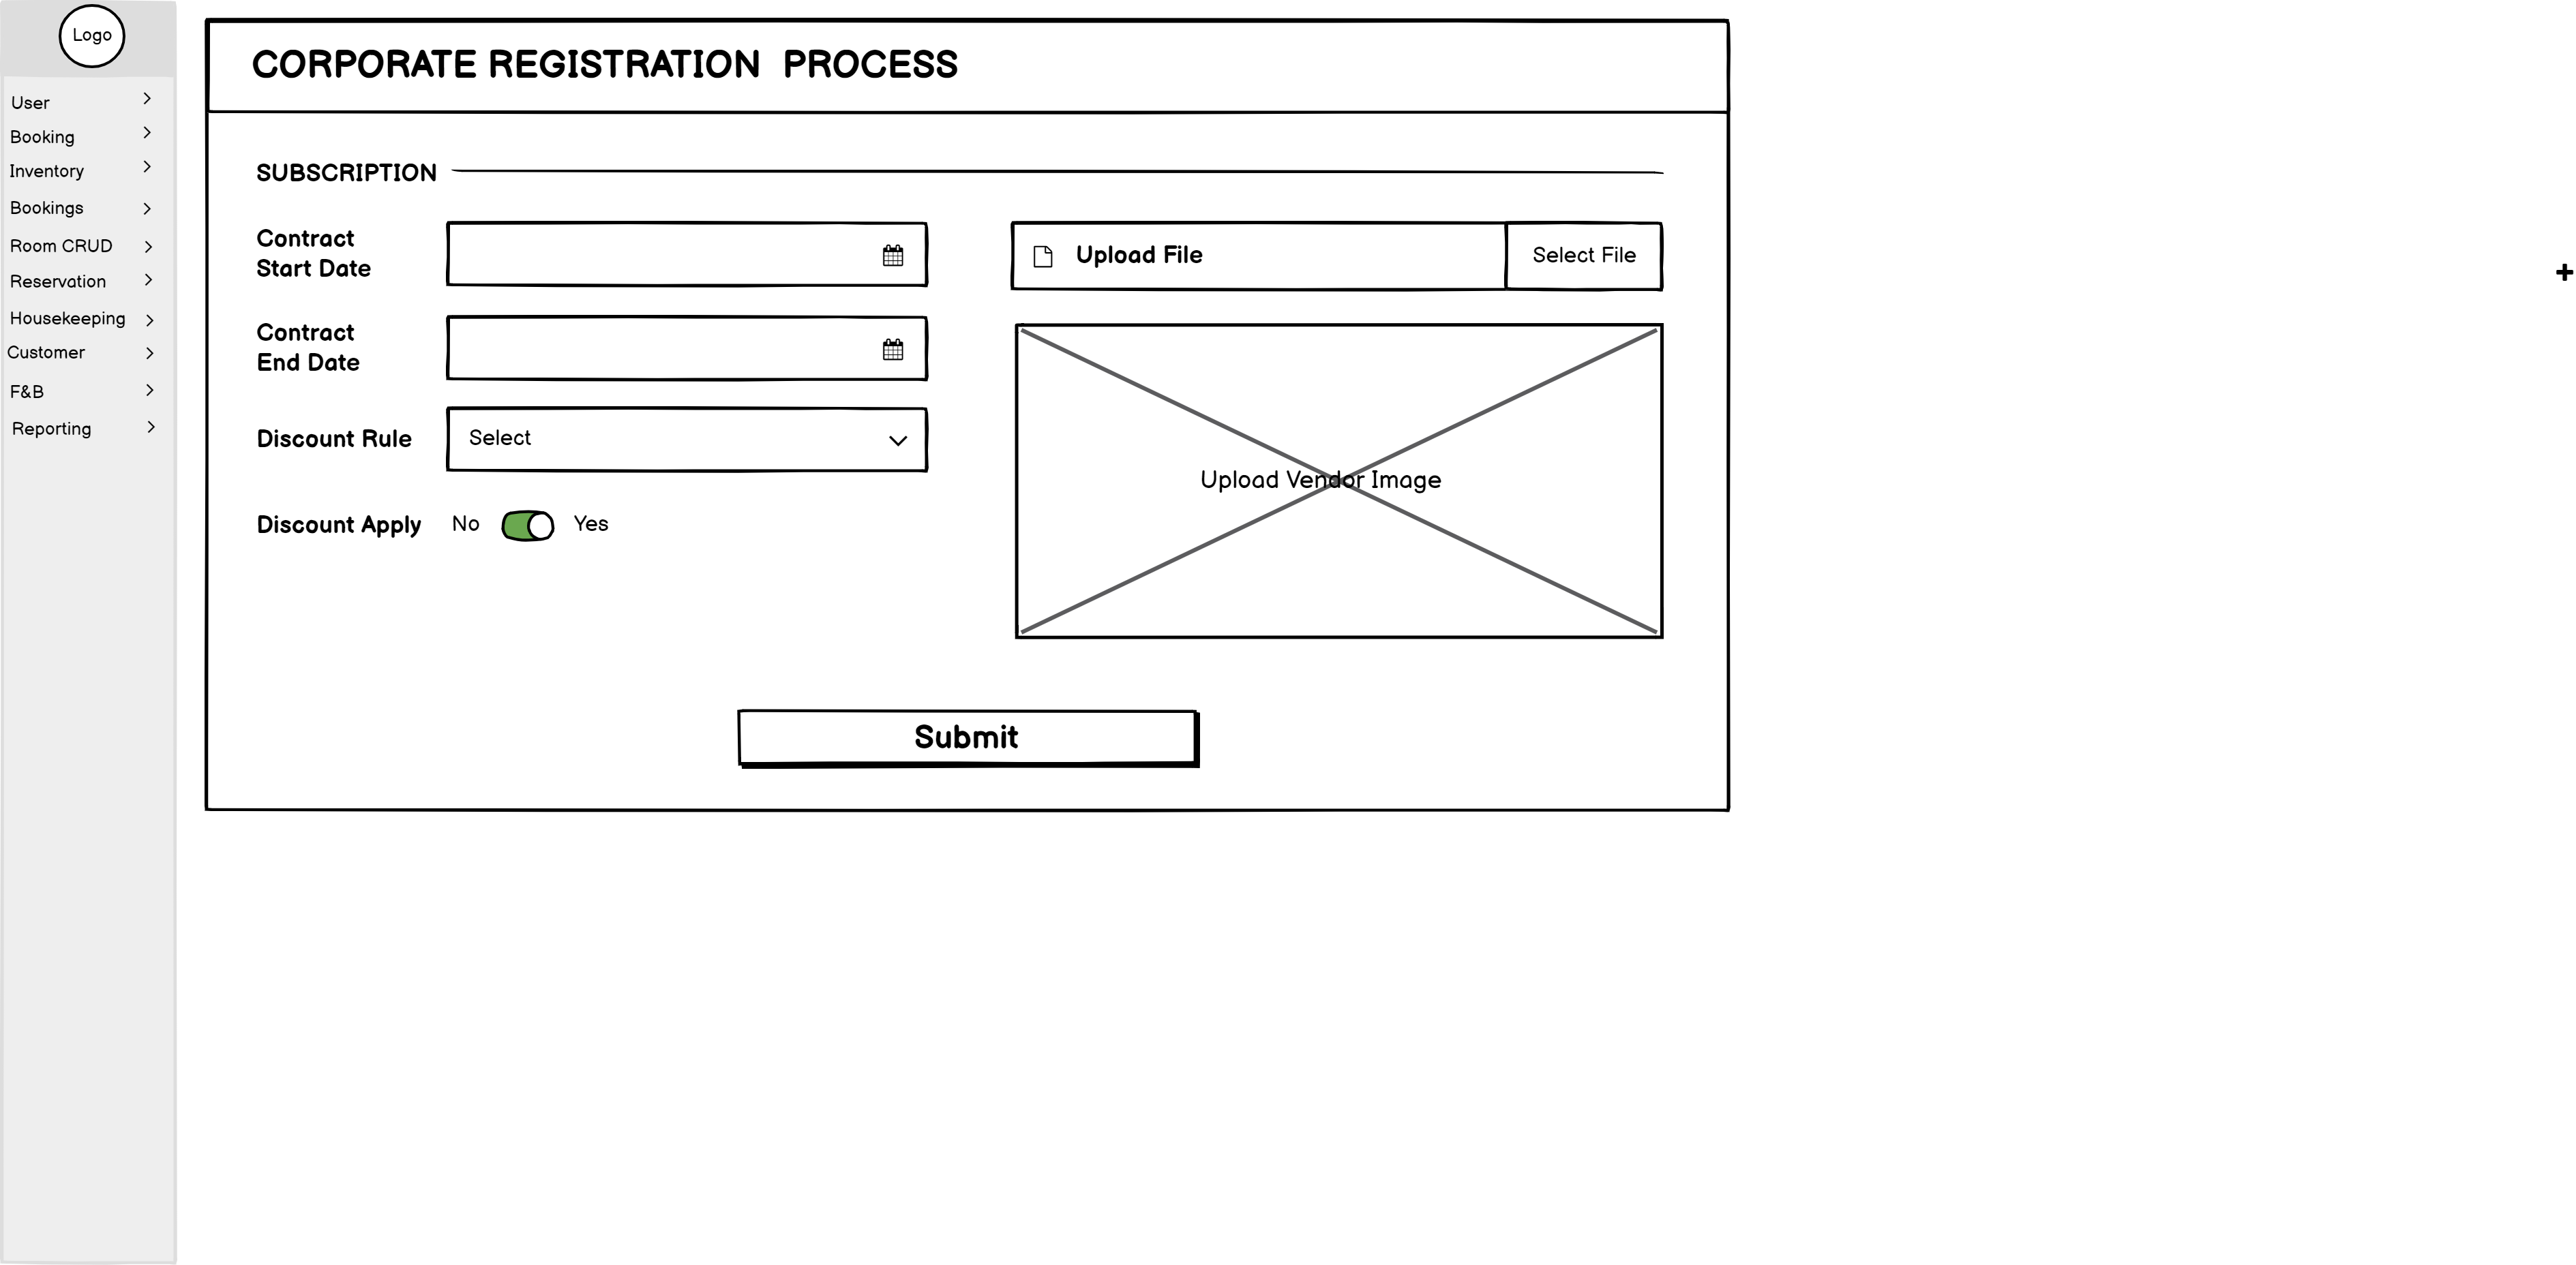 Logo
User
Booking
Inventory
Bookings
Room CRUD
Reservation
Housekeeping
Customer
F&B
Reporting
CORPORATE REGISTRATION PROCESS
SUBSCRIPTION
Contract
Start Date
Contract
End Date
Discount Rule
Select
Discount Apply
No
Yes
Upload File
Select File
Upload Vendor Image
Submit